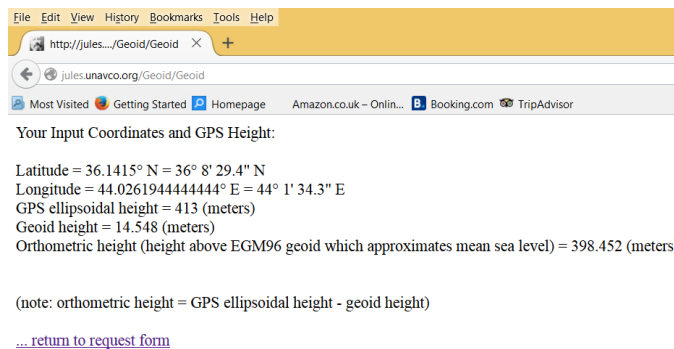 File Edit View History Bookmarks Tools Help
http://jules..../Geoid/Geoid × +
jules.unavco.org/Geoid/Geoid
Most Visited Getting Started Homepage Amazon.co.uk – Onlin... B. Booking.com TripAdvisor
Your Input Coordinates and GPS Height:
Latitude = 36.1415° N = 36° 8' 29.4" N
Longitude = 44.0261944444444° E = 44° 1' 34.3" E
GPS ellipsoidal height = 413 (meters)
Geoid height = 14.548 (meters)
Orthometric height (height above EGM96 geoid which approximates mean sea level) = 398.452 (meters
(note: orthometric height = GPS ellipsoidal height - geoid height)
... return to request form